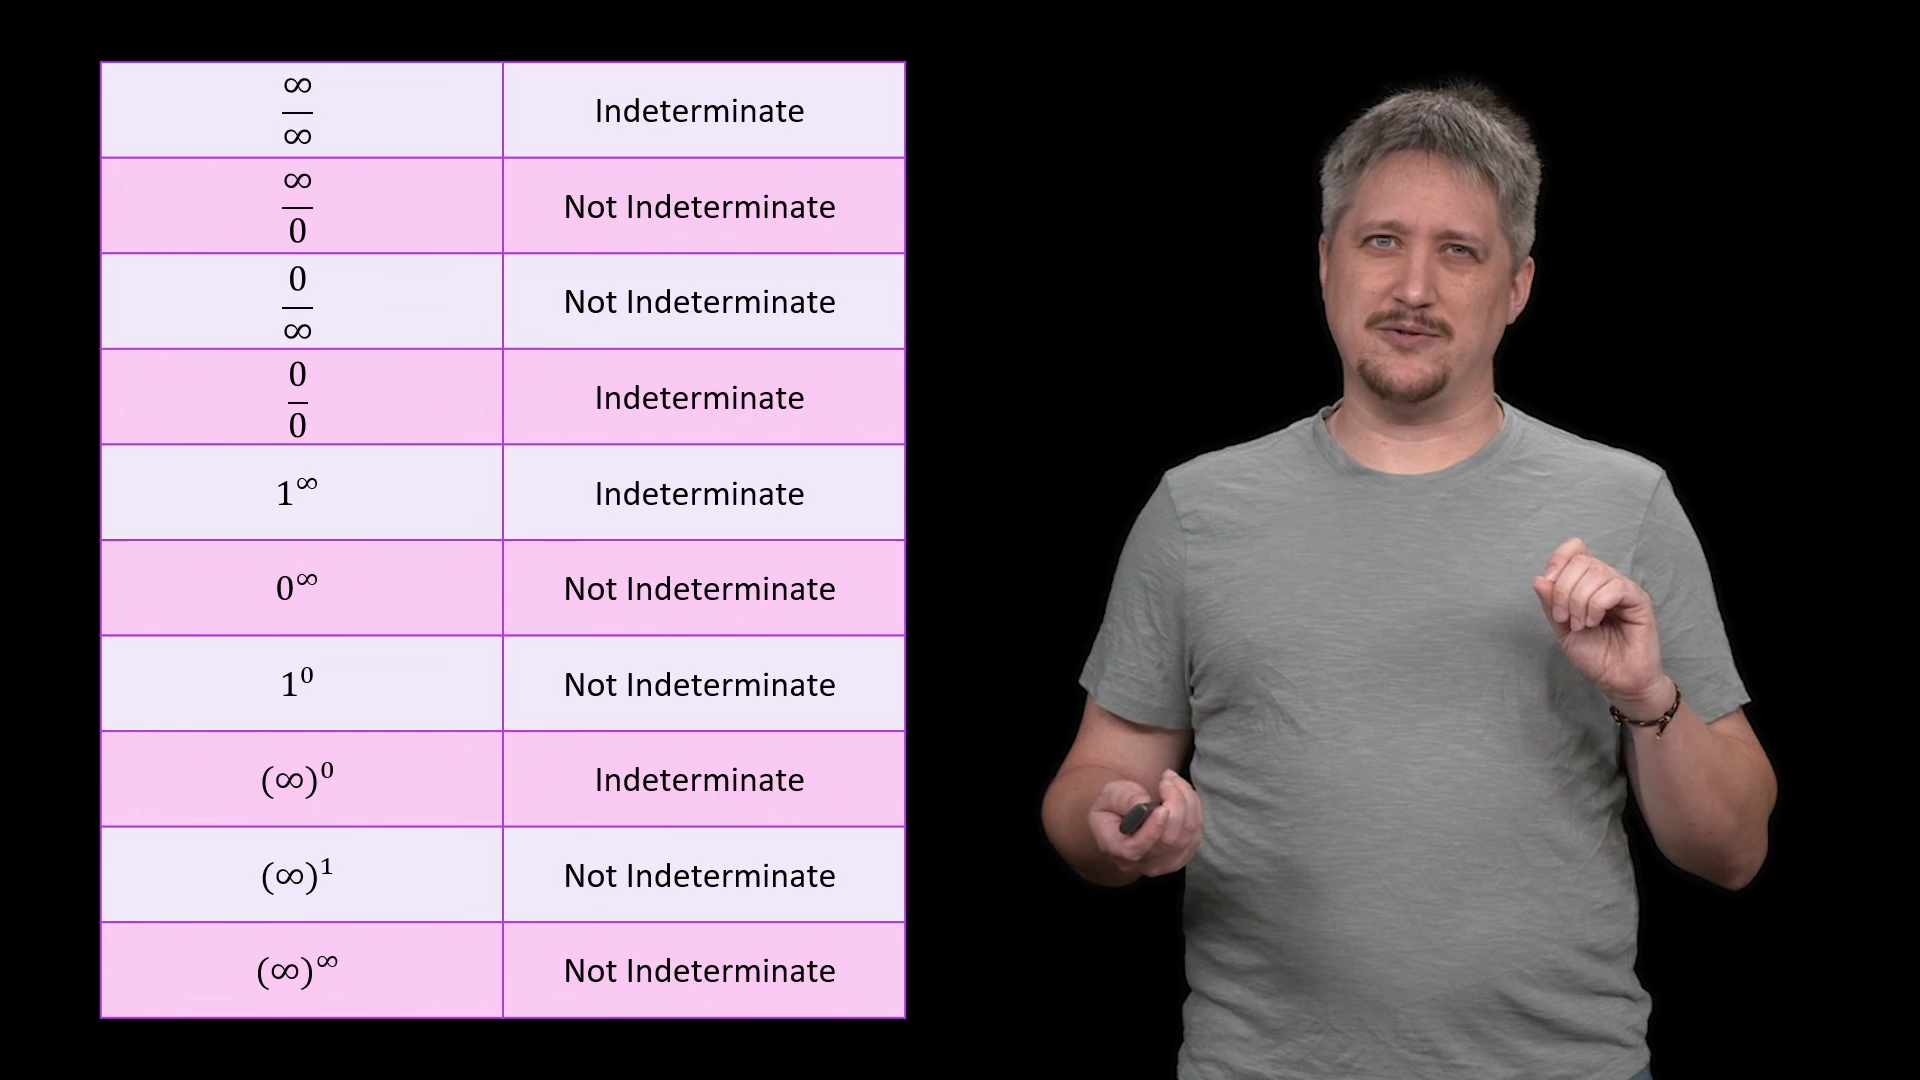 ∞/∞ Indeterminate
∞/0 Not Indeterminate
0/∞ Not Indeterminate
0/0 Indeterminate
1^∞ Indeterminate
0^∞ Not Indeterminate
1^0 Not Indeterminate
(∞)^0 Indeterminate
(∞)^1 Not Indeterminate
(∞)^∞ Not Indeterminate